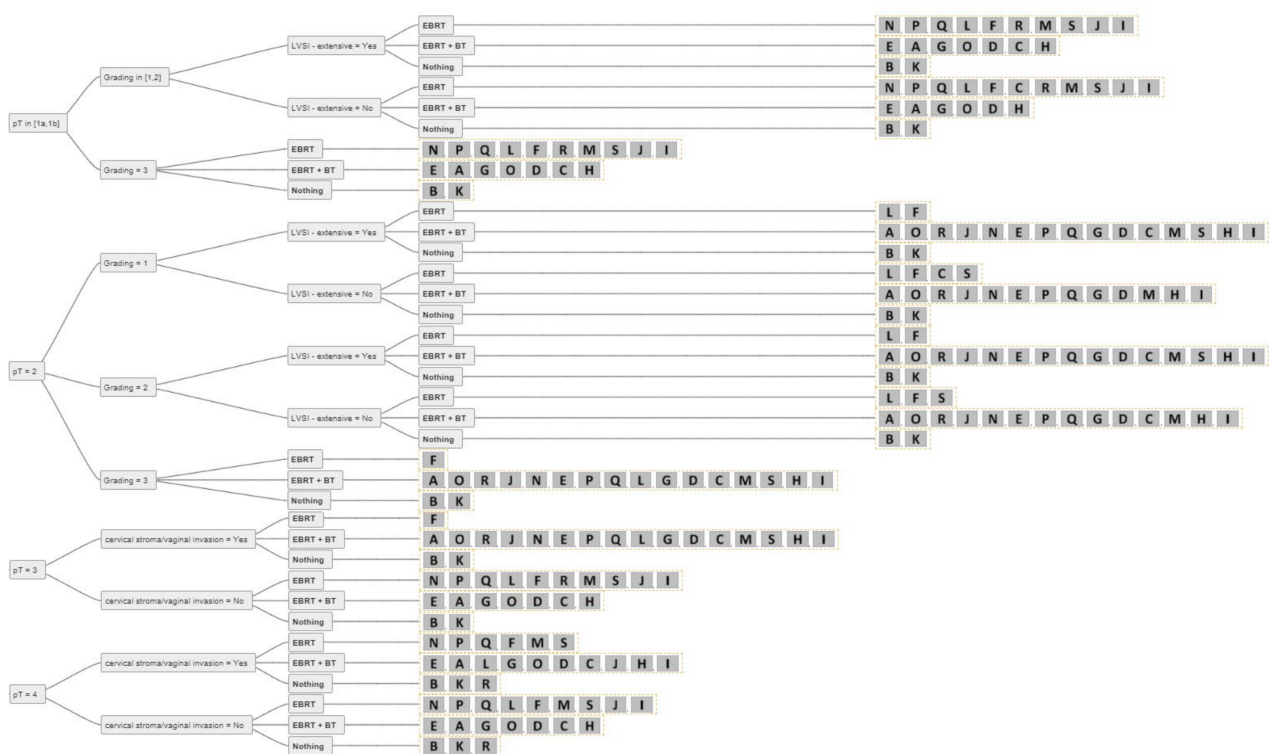 EBRT N P Q L F R M S J I
LVSI - extensive = Yes EBRT + BT E A G O D C H
Nothing B K
Grading in [1,2]
EBRT N P Q L F C R M S J I
LVSI - extensive = No EBRT + BT E A G O D H
pT in [1a,1b]
Nothing B K
EBRT N P Q L F R M S J I
Grading = 3 EBRT + BT E A G O D C H
Nothing B K
EBRT L F
LVSI - extensive = Yes EBRT + BT A O R J N E P Q G D C M S H I
Nothing B K
Grading = 1
EBRT L F C S
LVSI - extensive = No EBRT + BT A O R J N E P Q G D M H I
Nothing B K
EBRT L F
LVSI - extensive = Yes EBRT + BT A O R J N E P Q G D C M S H I
pT = 2
Nothing B K
Grading = 2
EBRT L F S
LVSI - extensive = No EBRT + BT A O R J N E P Q G D C M H I
Nothing B K
EBRT F
Grading = 3 EBRT + BT A O R J N E P Q L G D C M S H I
Nothing B K
EBRT F
cervical stroma/vaginal invasion = Yes EBRT + BT A O R J N E P Q L G D C M S H I
Nothing B K
pT = 3
EBRT N P Q L F R M S J I
cervical stroma/vaginal invasion = No EBRT + BT E A G O D C H
Nothing B K
EBRT N P Q F M S
cervical stroma/vaginal invasion = Yes EBRT + BT E A L G O D C J H I
Nothing B K R
pT = 4
EBRT N P Q L F M S J I
cervical stroma/vaginal invasion = No EBRT + BT E A G O D C H
Nothing B K R